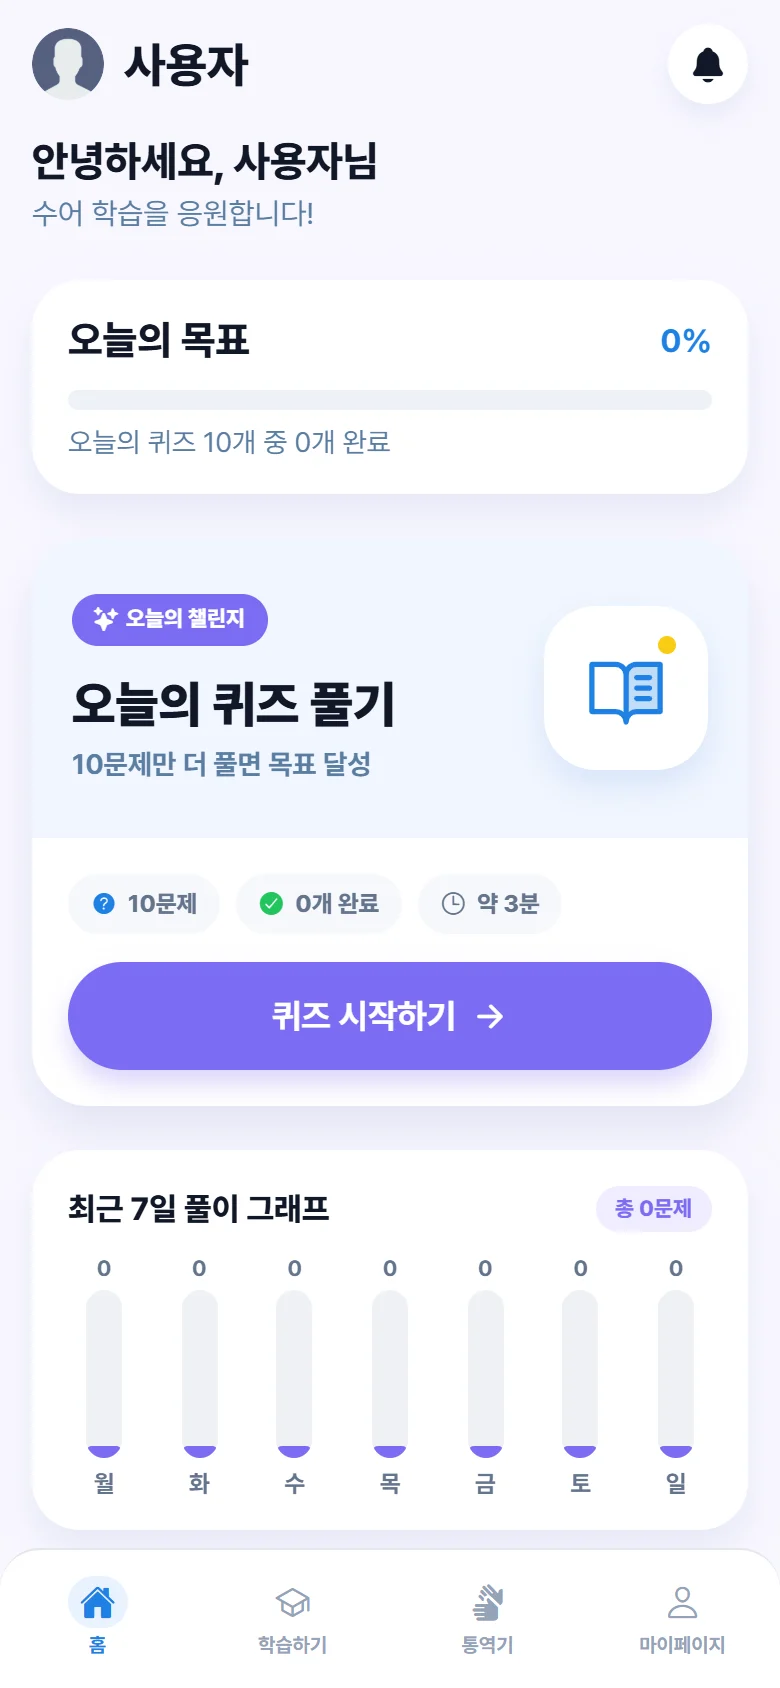 사용자
안녕하세요, 사용자님
수어 학습을 응원합니다!
오늘의 목표
0%
오늘의 퀴즈 10개 중 0개 완료
오늘의 챌린지
오늘의 퀴즈 풀기
10문제만 더 풀면 목표 달성
10문제
0개 완료
약 3분
퀴즈 시작하기 →
최근 7일 풀이 그래프
총 0문제
0 0 0 0 0 0 0
월 화 수 목 금 토 일
홈 학습하기 통역기 마이페이지